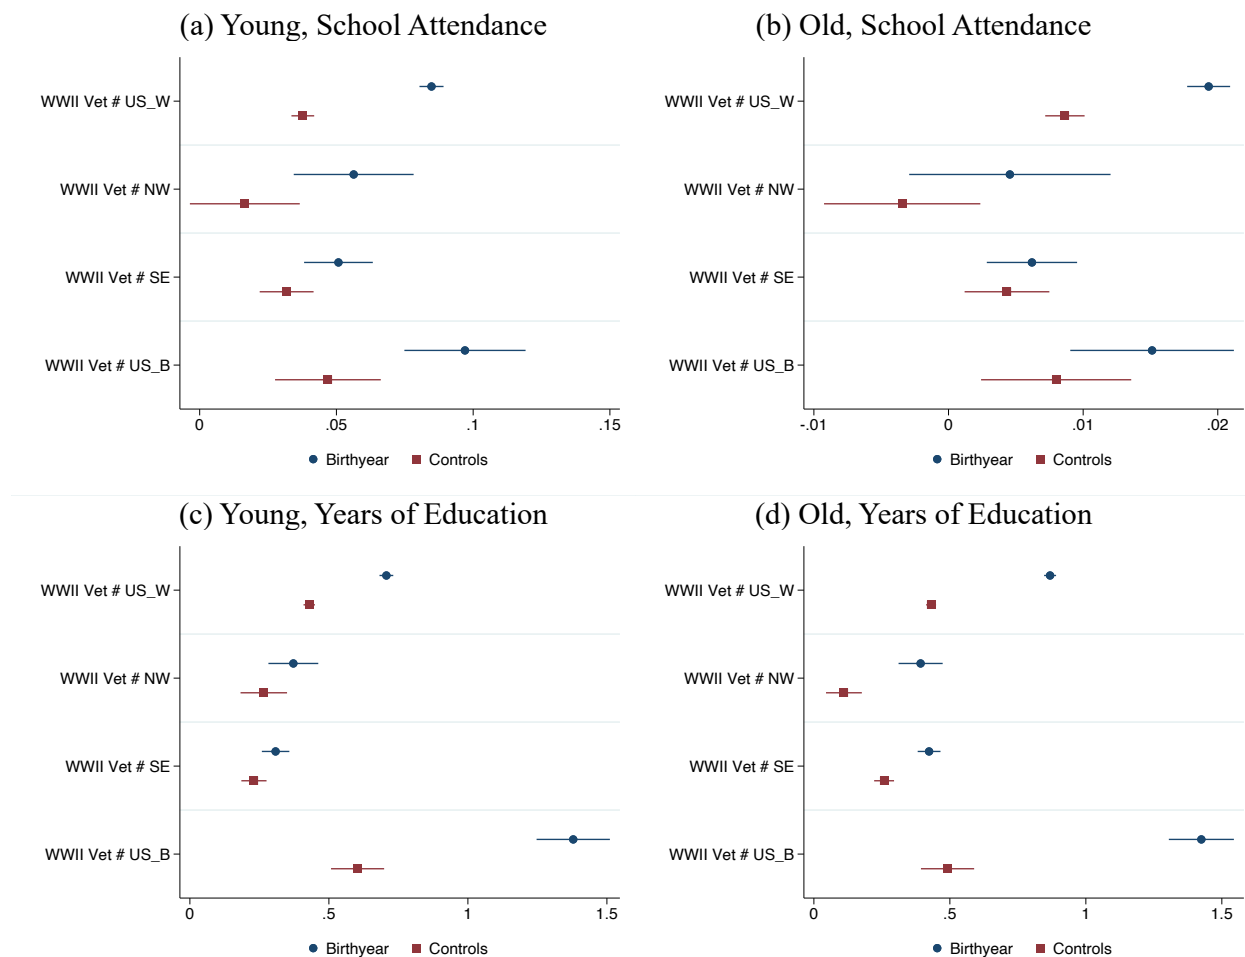 (a) Young, School Attendance
WWII Vet # US_W
WWII Vet # NW
WWII Vet # SE
WWII Vet # US_B
0 .05 .1 .15
Birthyear Controls
(b) Old, School Attendance
WWII Vet # US_W
WWII Vet # NW
WWII Vet # SE
WWII Vet # US_B
-.01 0 .01 .02
Birthyear Controls
(c) Young, Years of Education
WWII Vet # US_W
WWII Vet # NW
WWII Vet # SE
WWII Vet # US_B
0 .5 1 1.5
Birthyear Controls
(d) Old, Years of Education
WWII Vet # US_W
WWII Vet # NW
WWII Vet # SE
WWII Vet # US_B
0 .5 1 1.5
Birthyear Controls